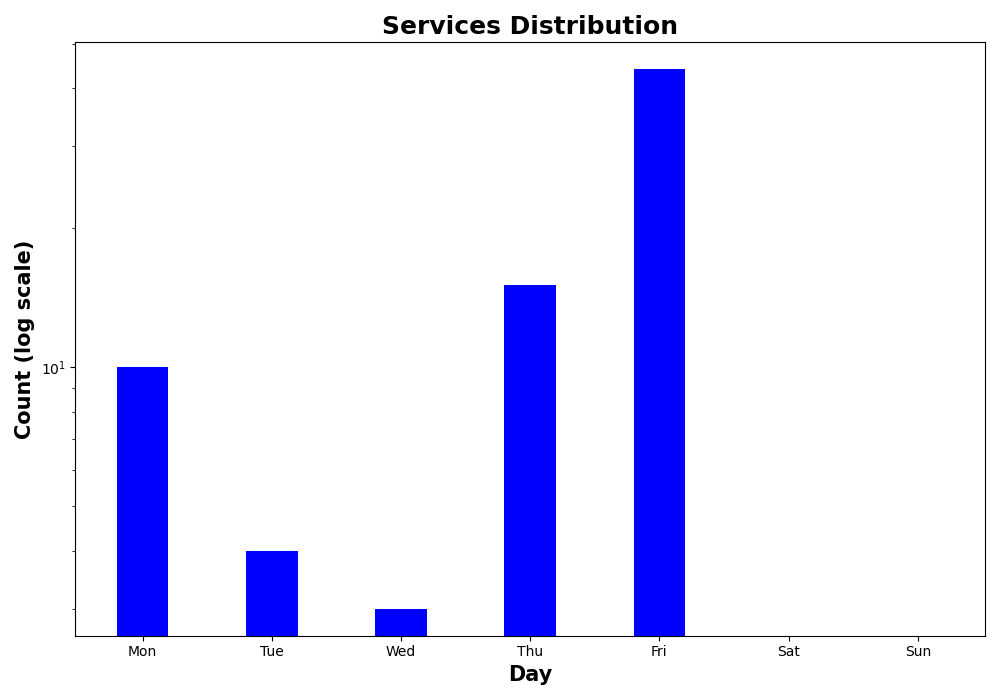 Services Distribution
Count (log scale)
10¹
Mon Tue Wed Thu Fri Sat Sun
Day